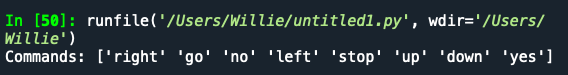 In [50]: runfile('/Users/Willie/untitled1.py', wdir='/Users/
Willie')
Commands: ['right' 'go' 'no' 'left' 'stop' 'up' 'down' 'yes']